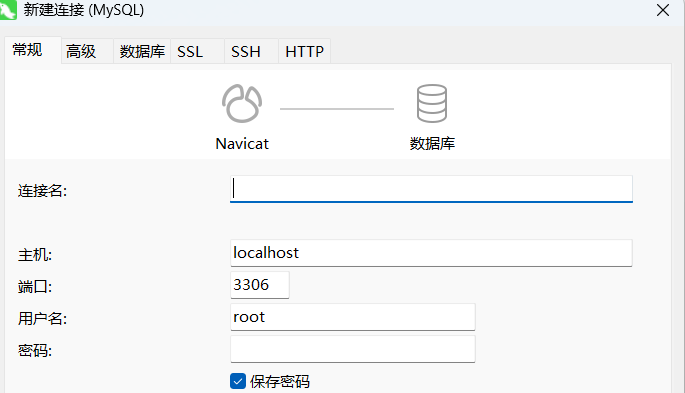 新建连接 (MySQL)
常规 高级 数据库 SSL SSH HTTP
Navicat 数据库
连接名:
主机: localhost
端口: 3306
用户名: root
密码:
保存密码